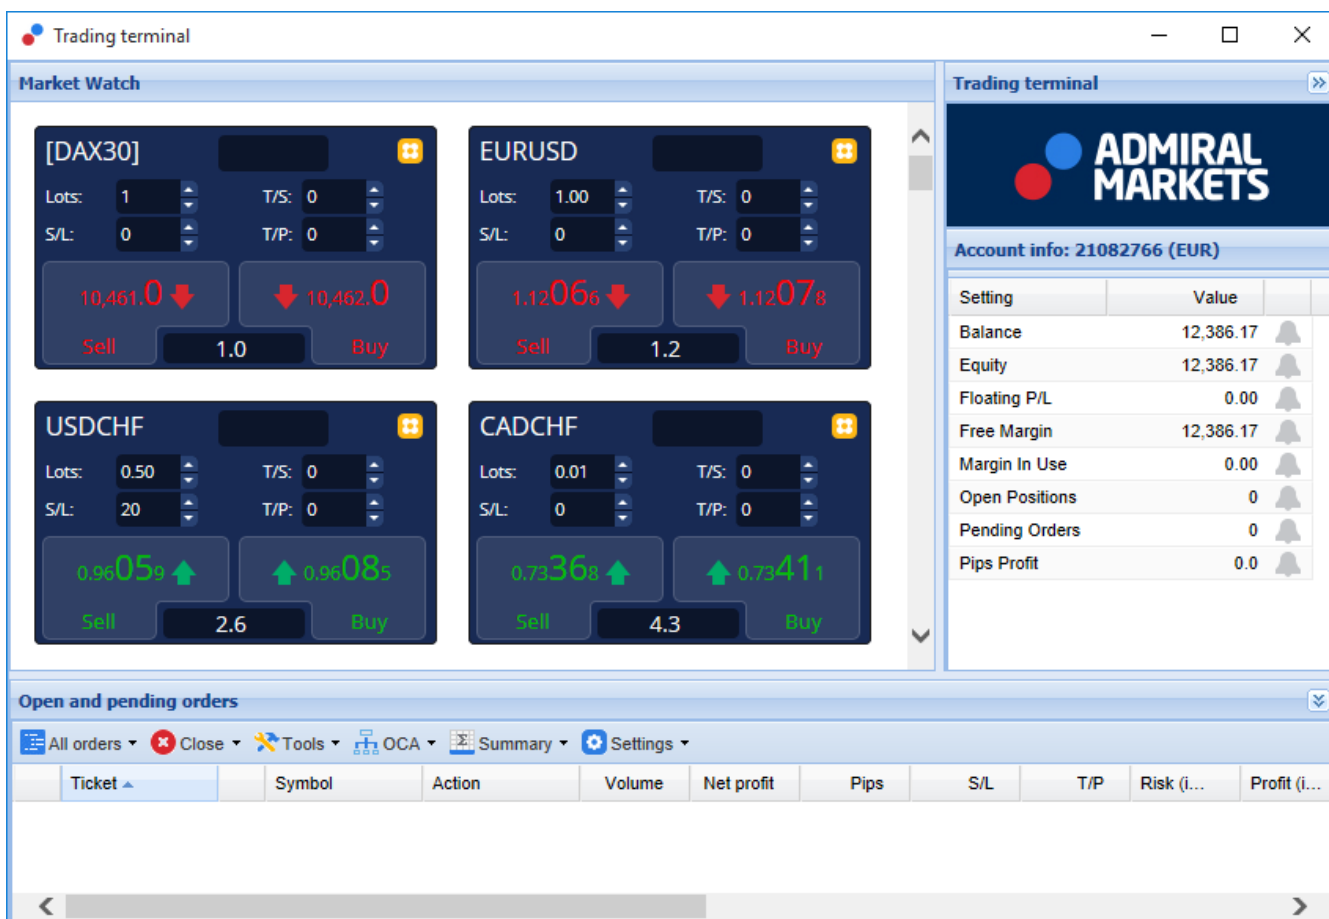 Trading terminal
Market Watch
[DAX30]
Lots: 1 T/S: 0
S/L: 0 T/P: 0
10,461.0 10,462.0
Sell 1.0 Buy
EURUSD
Lots: 1.00 T/S: 0
S/L: 0 T/P: 0
1.12066 1.12078
Sell 1.2 Buy
USDCHF
Lots: 0.50 T/S: 0
S/L: 20 T/P: 0
0.96059 0.96085
Sell 2.6 Buy
CADCHF
Lots: 0.01 T/S: 0
S/L: 0 T/P: 0
0.73368 0.73411
Sell 4.3 Buy
Trading terminal
ADMIRAL
MARKETS
Account info: 21082766 (EUR)
Setting Value
Balance 12,386.17
Equity 12,386.17
Floating P/L 0.00
Free Margin 12,386.17
Margin In Use 0.00
Open Positions 0
Pending Orders 0
Pips Profit 0.0
Open and pending orders
All orders Close Tools OCA Summary Settings
Ticket Symbol Action Volume Net profit Pips S/L T/P Risk (i... Profit (i...